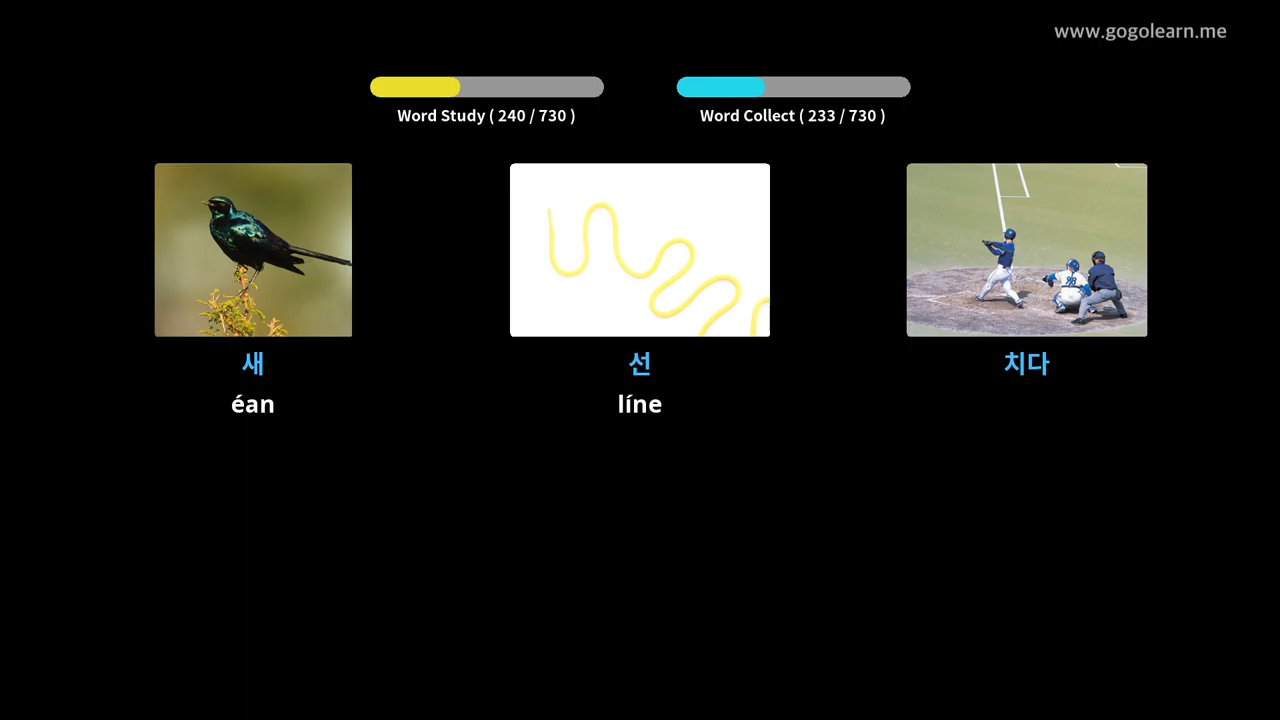 www.gogolearn.me
Word Study ( 240 / 730 )
Word Collect ( 233 / 730 )
새
선
치다
éan
líne